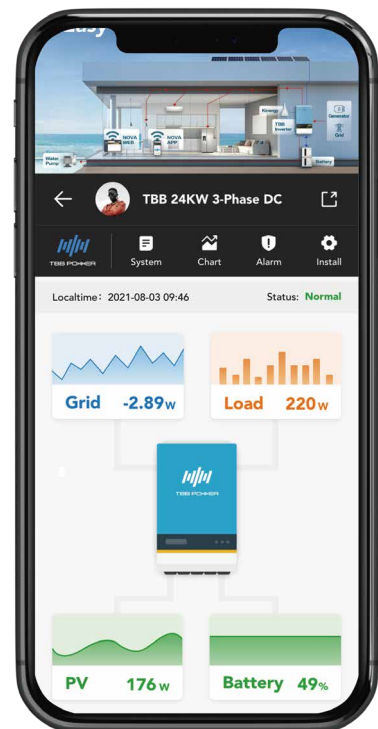 Easy
Kinergy
TBB
Inverter
Generator
Grid
NOVA
WEB
NOVA
APP
Water
Pump
Battery
TBB 24KW 3-Phase DC
TBB POWER
System
Chart
Alarm
Install
Localtime: 2021-08-03 09:46
Status: Normal
Grid -2.89w
Load 220w
TBB POWER
PV 176w
Battery 49%